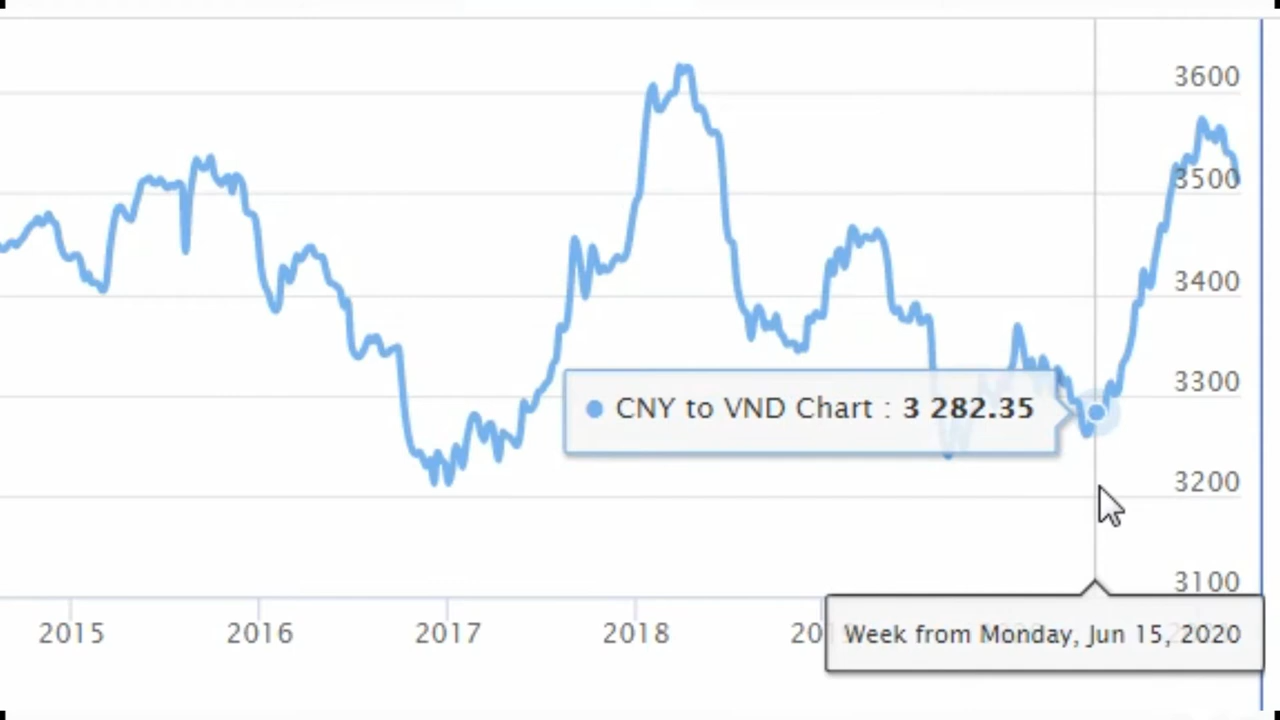 3600
3500
3400
3300
CNY to VND Chart : 3 282.35
3200
3100
2015 2016 2017 2018
Week from Monday, Jun 15, 2020